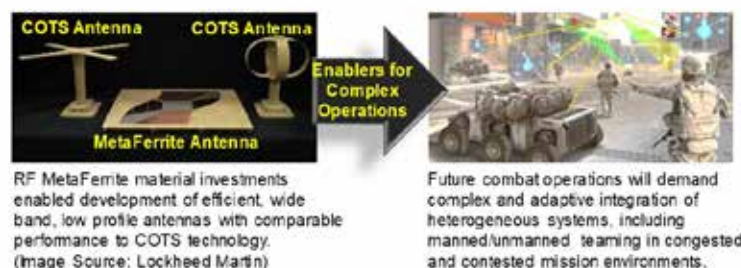 COTS Antenna
COTS Antenna
MetaFerrite Antenna
Enablers for
Complex
Operations
RF MetaFerrite material investments
enabled development of efficient, wide
band, low profile antennas with comparable
performance to COTS technology.
(Image Source: Lockheed Martin)
Future combat operations will demand
complex and adaptive integration of
heterogeneous systems, including
manned/unmanned teaming in congested
and contested mission environments.